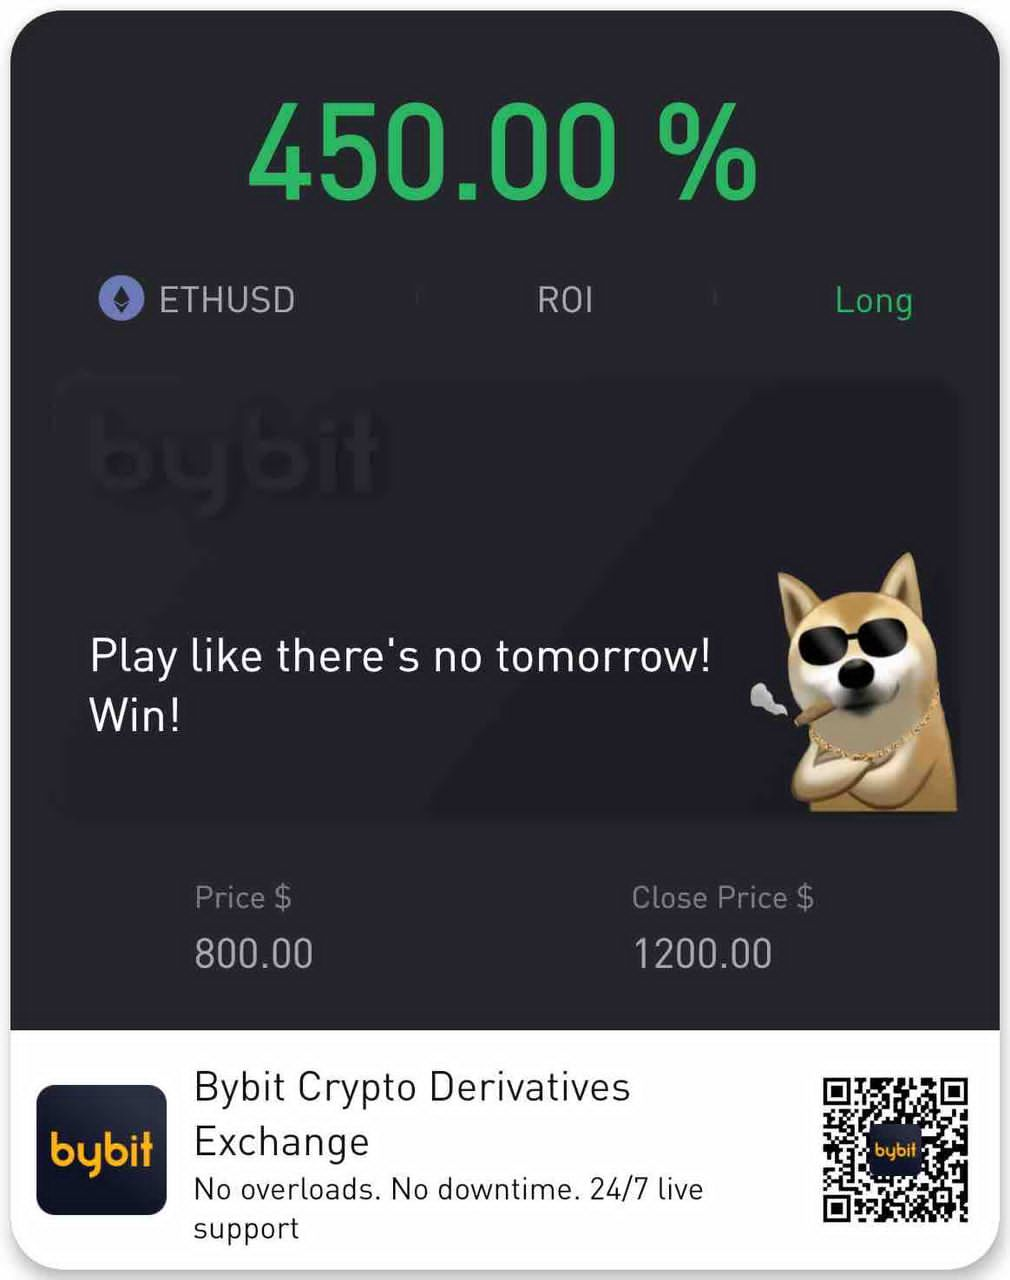 450.00 %
ETHUSD
ROI
Long
bybit
Play like there's no tomorrow!
Win!
Price $
Close Price $
800.00
1200.00
bybit
Bybit Crypto Derivatives
Exchange
No overloads. No downtime. 24/7 live
support
bybit